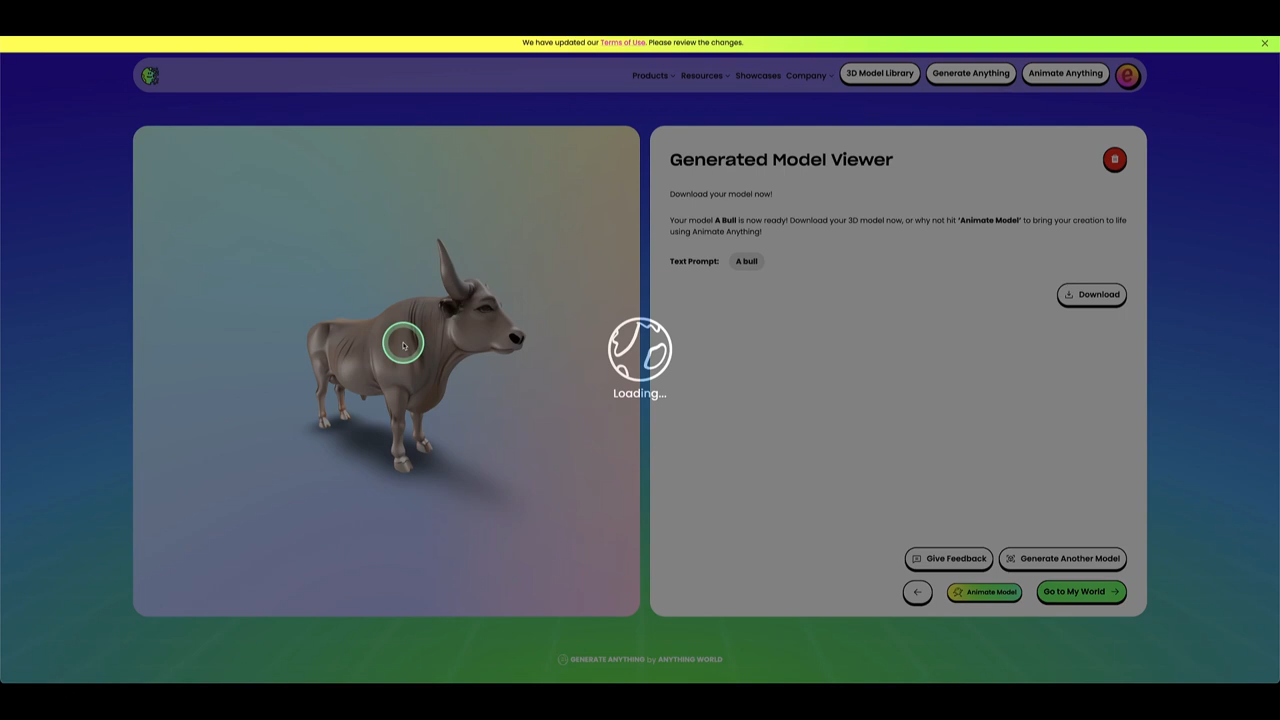 We have updated our Terms of Use. Please review the changes.
Products Resources Showcases Company 3D Model Library Generate Anything Animate Anything e
Generated Model Viewer
Download your model now!
Your model A Bull is now ready! Download your 3D model now, or why not hit 'Animate Model' to bring your creation to life
using Animate Anything!
Text Prompt: A bull
Download
Loading...
Give Feedback Generate Another Model
Animate Model Go to My World
GENERATE ANYTHING by ANYTHING WORLD